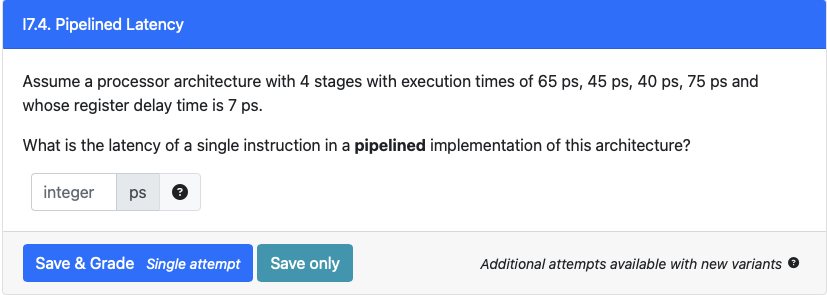 I7.4. Pipelined Latency
Assume a processor architecture with 4 stages with execution times of 65 ps, 45 ps, 40 ps, 75 ps and
whose register delay time is 7 ps.
What is the latency of a single instruction in a pipelined implementation of this architecture?
integer ps ?
Save & Grade Single attempt Save only Additional attempts available with new variants ?